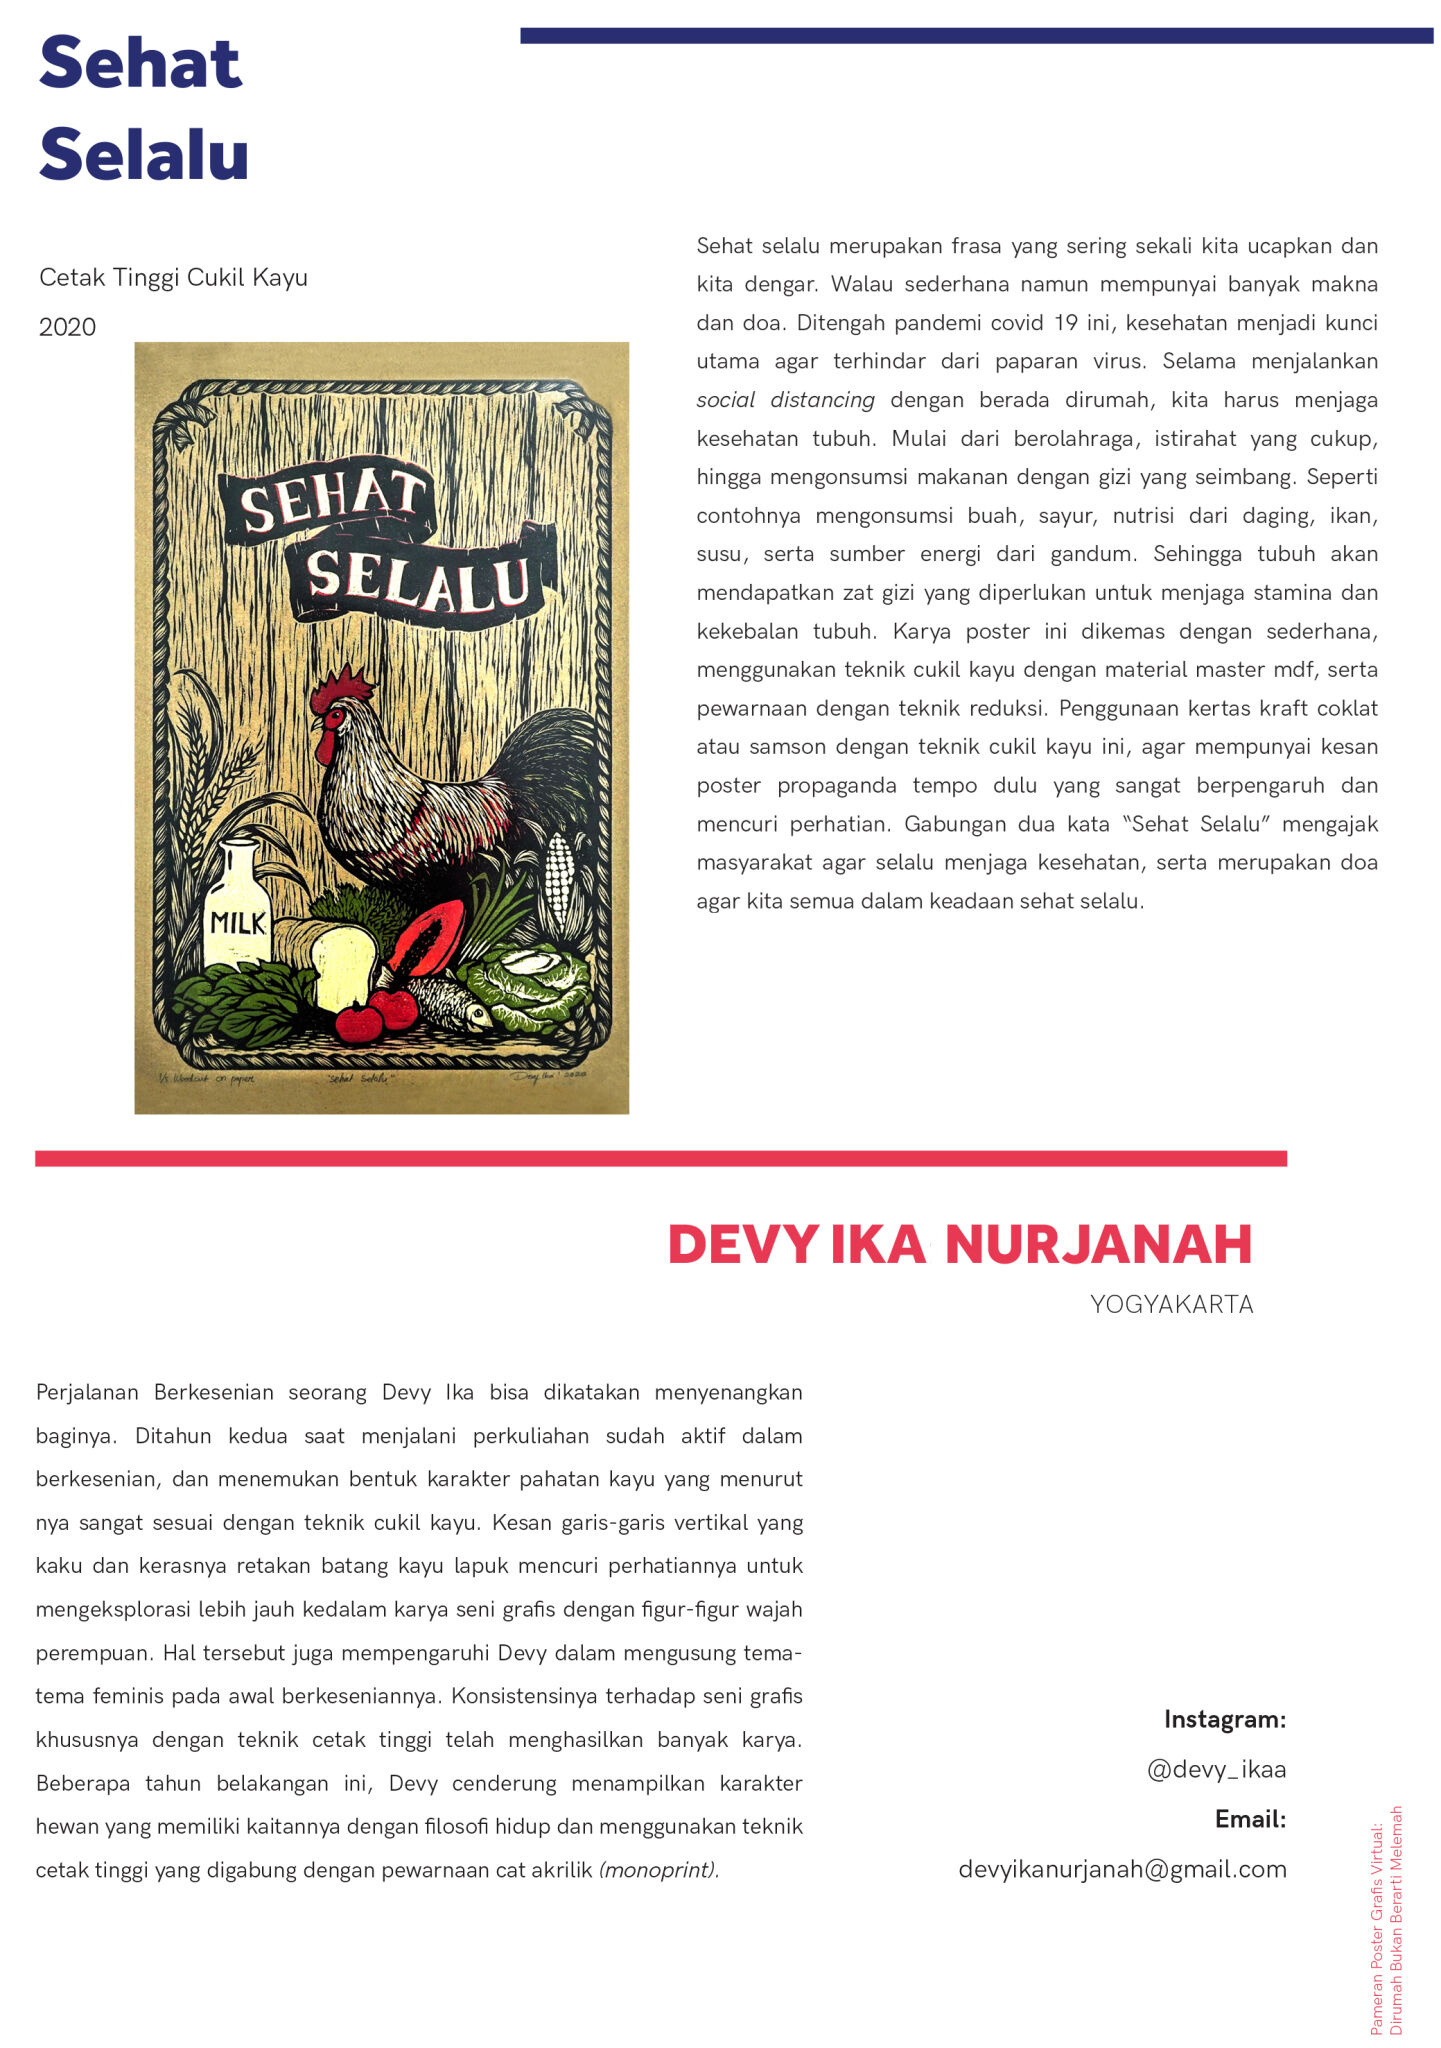 Sehat
Selalu
Cetak Tinggi Cukil Kayu
2020
SEHAT
SELALU
MILK
1/5 Woodcut on paper
"Sehat Selalu"
Devy Ika' 2020
Sehat selalu merupakan frasa yang sering sekali kita ucapkan dan
kita dengar. Walau sederhana namun mempunyai banyak makna
dan doa. Ditengah pandemi covid 19 ini, kesehatan menjadi kunci
utama agar terhindar dari paparan virus. Selama menjalankan
social distancing dengan berada dirumah, kita harus menjaga
kesehatan tubuh. Mulai dari berolahraga, istirahat yang cukup,
hingga mengonsumsi makanan dengan gizi yang seimbang. Seperti
contohnya mengonsumsi buah, sayur, nutrisi dari daging, ikan,
susu, serta sumber energi dari gandum. Sehingga tubuh akan
mendapatkan zat gizi yang diperlukan untuk menjaga stamina dan
kekebalan tubuh. Karya poster ini dikemas dengan sederhana,
menggunakan teknik cukil kayu dengan material master mdf, serta
pewarnaan dengan teknik reduksi. Penggunaan kertas kraft coklat
atau samson dengan teknik cukil kayu ini, agar mempunyai kesan
poster propaganda tempo dulu yang sangat berpengaruh dan
mencuri perhatian. Gabungan dua kata “Sehat Selalu” mengajak
masyarakat agar selalu menjaga kesehatan, serta merupakan doa
agar kita semua dalam keadaan sehat selalu.
DEVY IKA NURJANAH
YOGYAKARTA
Perjalanan Berkesenian seorang Devy Ika bisa dikatakan menyenangkan
baginya. Ditahun kedua saat menjalani perkuliahan sudah aktif dalam
berkesenian, dan menemukan bentuk karakter pahatan kayu yang menurut
nya sangat sesuai dengan teknik cukil kayu. Kesan garis-garis vertikal yang
kaku dan kerasnya retakan batang kayu lapuk mencuri perhatiannya untuk
mengeksplorasi lebih jauh kedalam karya seni grafis dengan figur-figur wajah
perempuan. Hal tersebut juga mempengaruhi Devy dalam mengusung tema-
tema feminis pada awal berkeseniannya. Konsistensinya terhadap seni grafis
khususnya dengan teknik cetak tinggi telah menghasilkan banyak karya.
Beberapa tahun belakangan ini, Devy cenderung menampilkan karakter
hewan yang memiliki kaitannya dengan filosofi hidup dan menggunakan teknik
cetak tinggi yang digabung dengan pewarnaan cat akrilik (monoprint).
Instagram:
@devy_ikaa
Email:
devyikanurjanah@gmail.com
Pameran Poster Grafis Virtual:
Dirumah Bukan Berarti Melemah